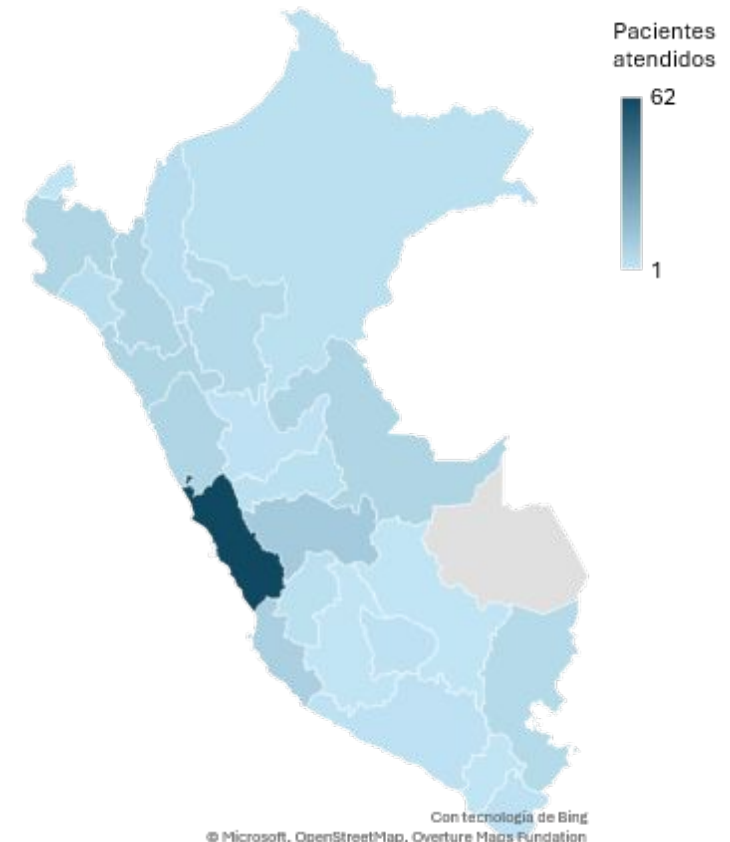 Pacientes
atendidos
62
1
Con tecnología de Bing
© Microsoft, OpenStreetMap, Overture Maps Fundation